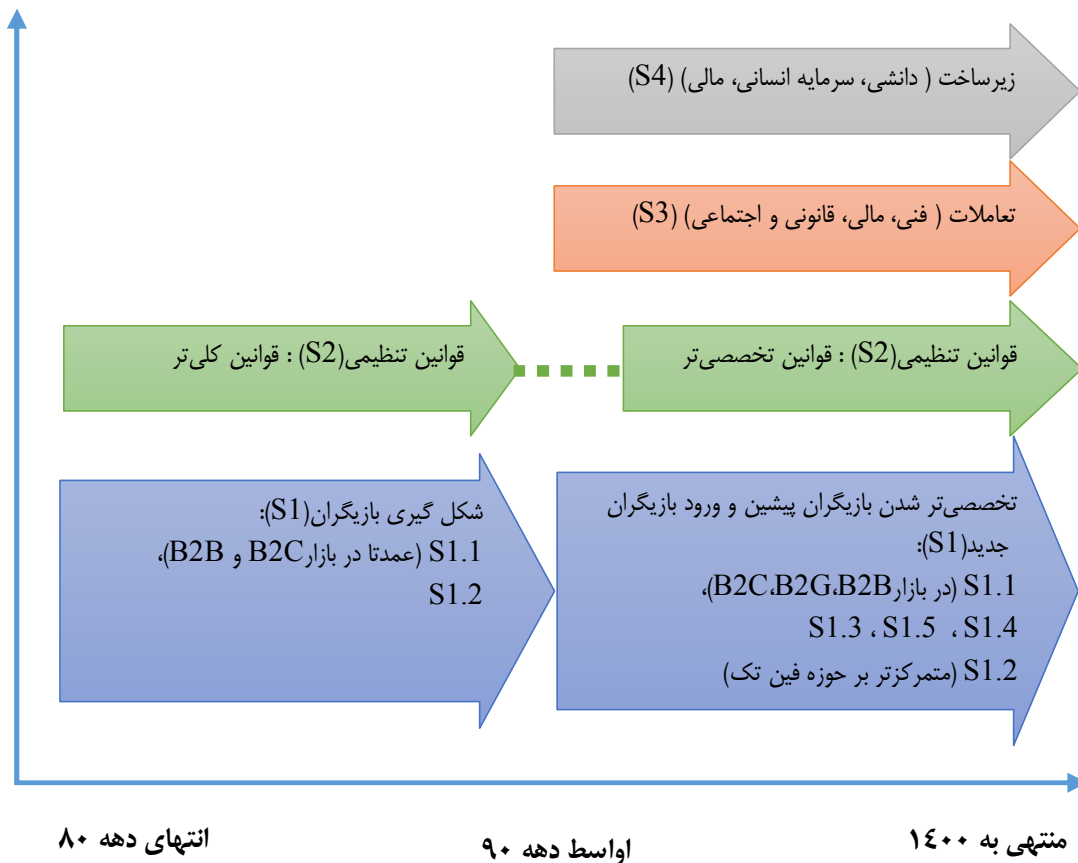 زیرساخت ( دانشی، سرمایه انسانی، مالی) (S4)
تعاملات ( فنی، مالی، قانونی و اجتماعی) (S3)
قوانین تنظیمی(S2) : قوانین کلی‌تر
قوانین تنظیمی(S2) : قوانین تخصصی‌تر
شکل گیری بازیگران(S1):
S1.1 (عمدتا در بازارB2C و B2B)،
S1.2
تخصصی‌تر شدن بازیگران پیشین و ورود بازیگران
جدید(S1):
S1.1 (در بازارB2C،B2G،B2B)،
S1.3 ، S1.5 ، S1.4
S1.2 (متمرکزتر بر حوزه فین تک)
انتهای دهه ۸۰
اواسط دهه ۹۰
منتهی به ۱۴۰۰